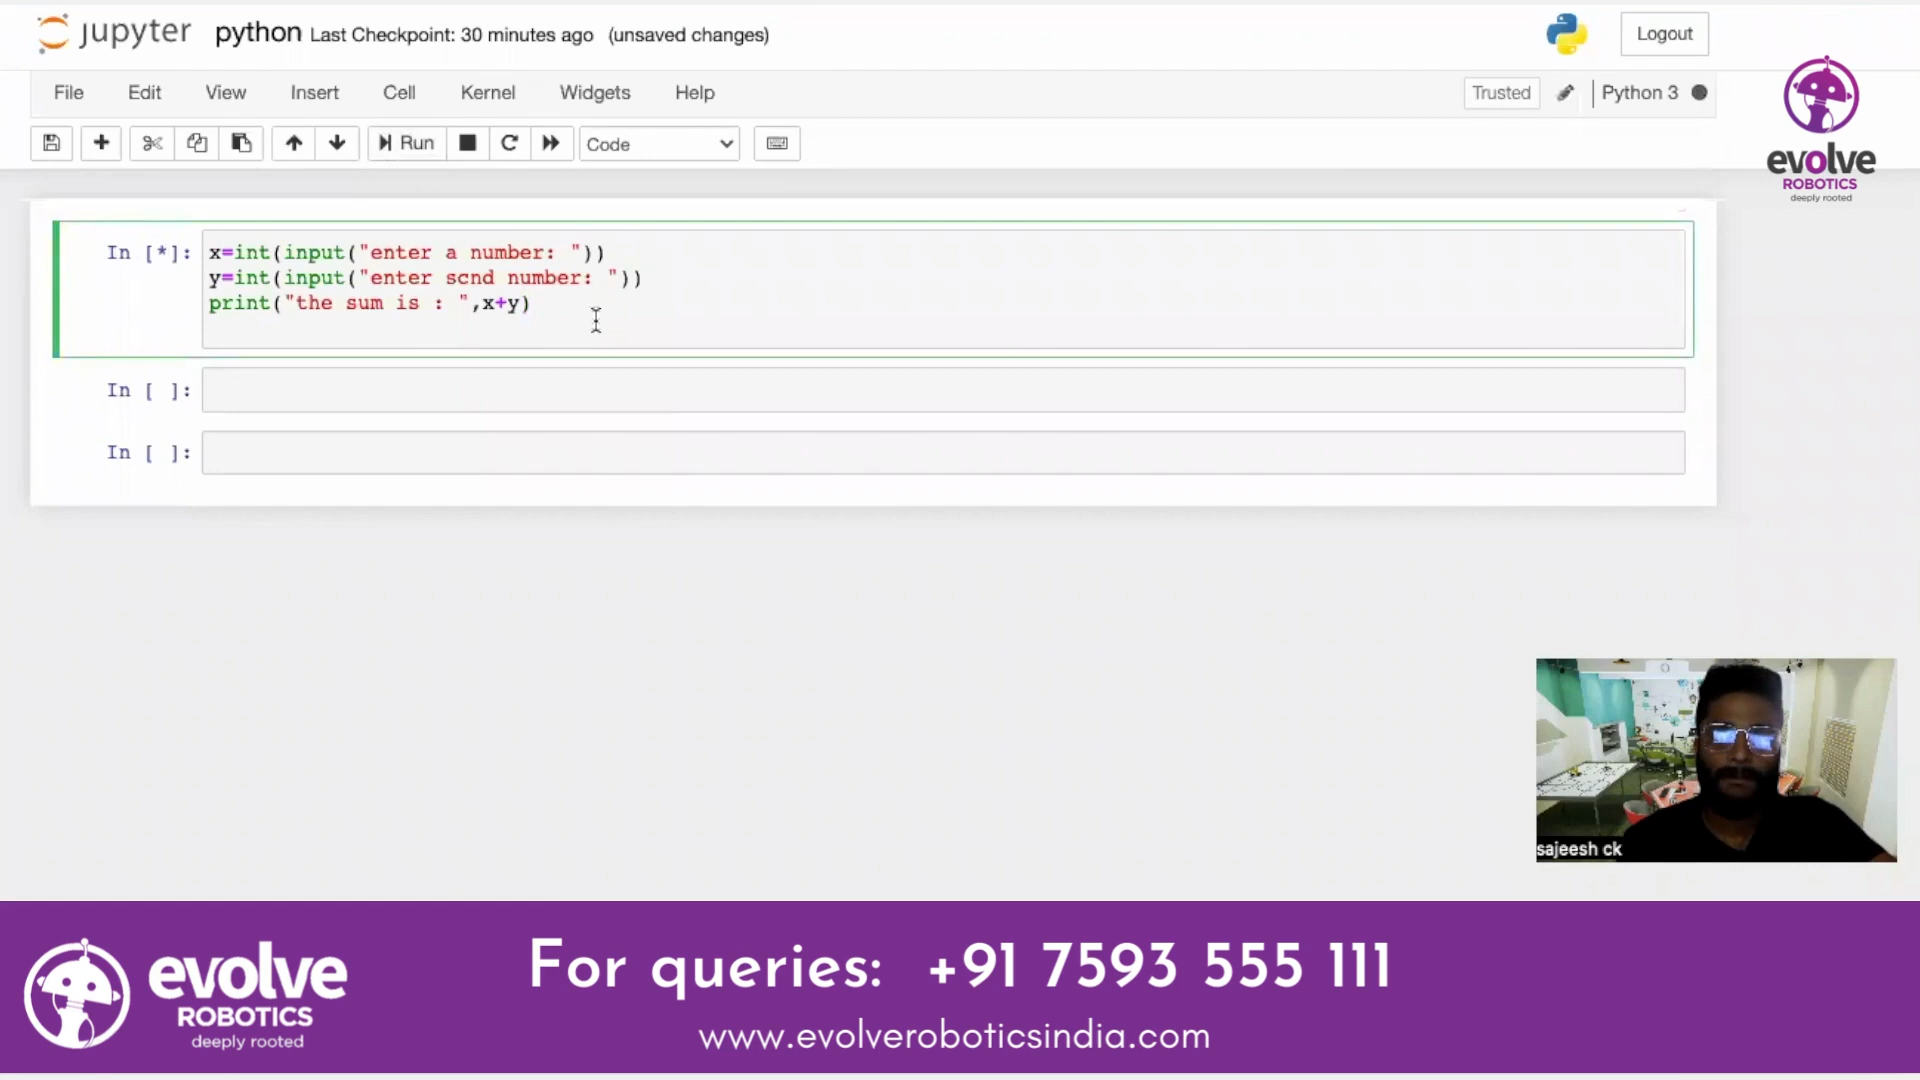 jupyter python Last Checkpoint: 30 minutes ago (unsaved changes)
Logout
File Edit View Insert Cell Kernel Widgets Help
Trusted Python 3
Run Code
evolve
ROBOTICS
deeply rooted
In [*]: x=int(input("enter a number: "))
y=int(input("enter scnd number: "))
print("the sum is : ",x+y)
In [ ]:
In [ ]:
sajeesh ck
evolve
ROBOTICS
deeply rooted
For queries: +91 7593 555 111
www.evolveroboticsindia.com